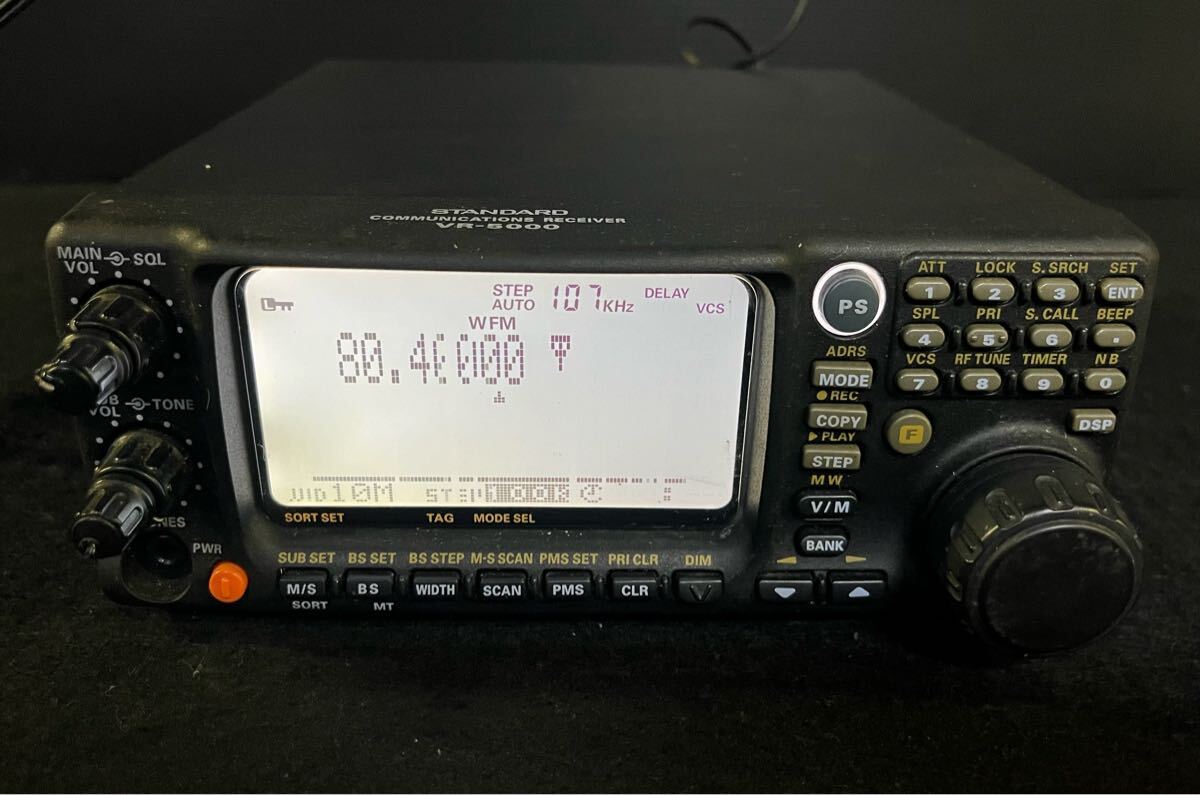 STANDARD
COMMUNICATIONS RECEIVER
VR-5000
MAIN VOL SQL
STEP AUTO 107 KHz DELAY VCS
WFM
VOL TONE
10M
SORT SET TAG MODE SEL
PWR
SUB SET BS SET BS STEP M-S SCAN PMS SET PRI CLR DIM
M/S BS WIDTH SCAN PMS CLR V
SORT MT
PS
ADRS
MODE
REC
COPY
PLAY
STEP
MW
V/M
BANK
ATT LOCK S. SRCH SET
1 2 3 ENT
SPL PRI S. CALL BEEP
4 5 6 .
VCS RF TUNE TIMER NB
7 8 9 0
F DSP